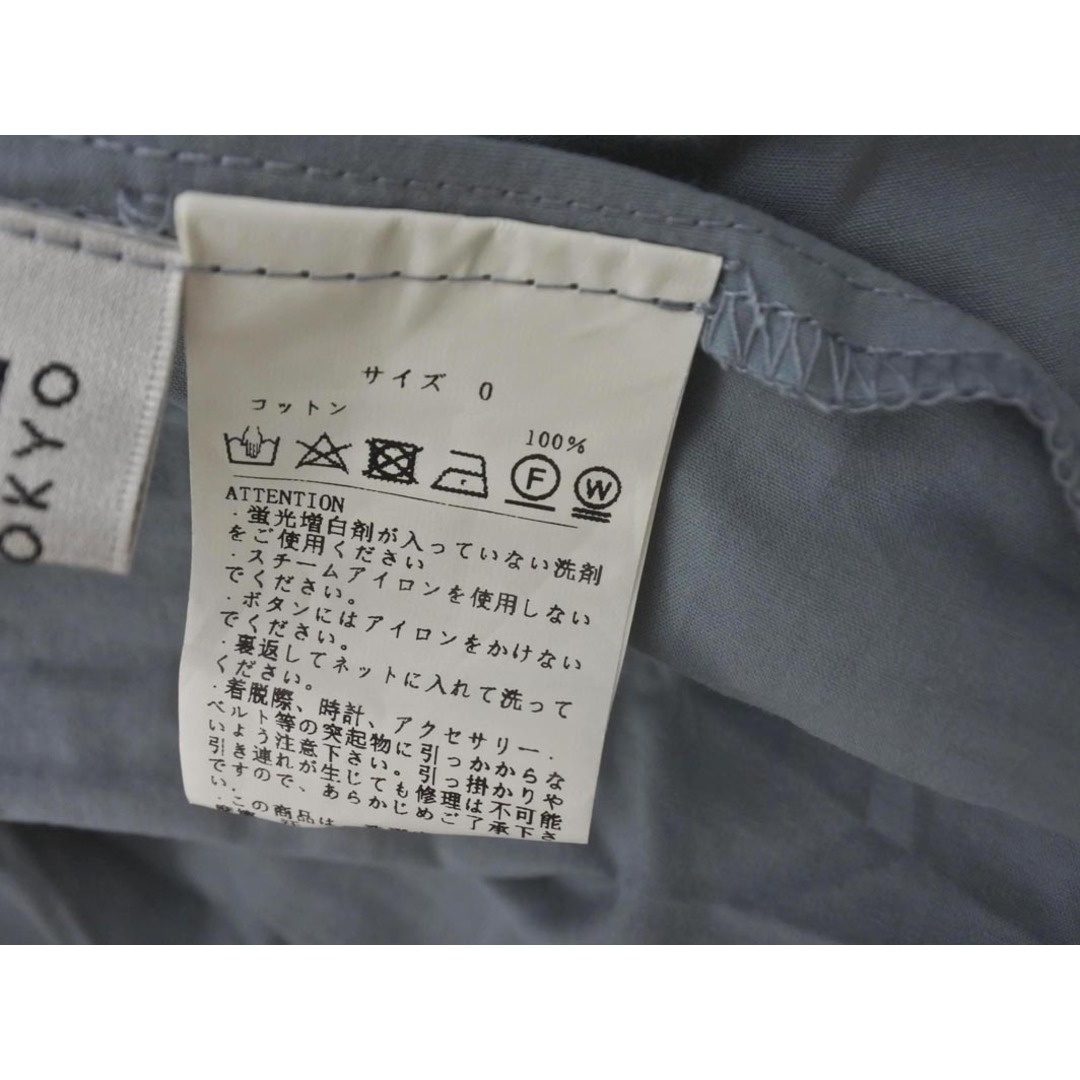 OKYO
サイズ 0
コットン
100%
F
W
ATTENTION
・蛍光増白剤が入っていない洗剤
をご使用ください
・スチームアイロンを使用しない
でください。
・ボタンにはアイロンをかけない
でください。
・裏返してネットに入れて洗って
ください。
・着脱際、時計、アクセサリー・
ベルト等の突起物に引っかからな
いよう注意下さい。引っ掛かりや
引き連れが生じても修理は不可能
ですので、あらかじめご了承下さ
い。
・この商品は